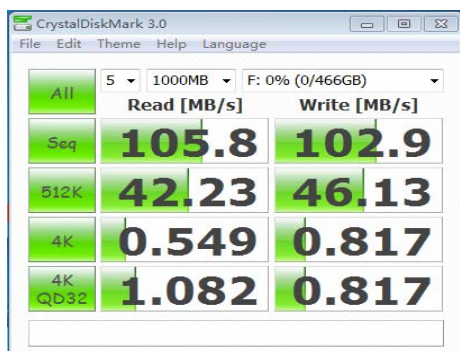 CrystalDiskMark 3.0
File Edit Theme Help Language
All 5 1000MB F: 0% (0/466GB)
Read [MB/s] Write [MB/s]
Seq 105.8 102.9
512K 42.23 46.13
4K 0.549 0.817
4K QD32 1.082 0.817